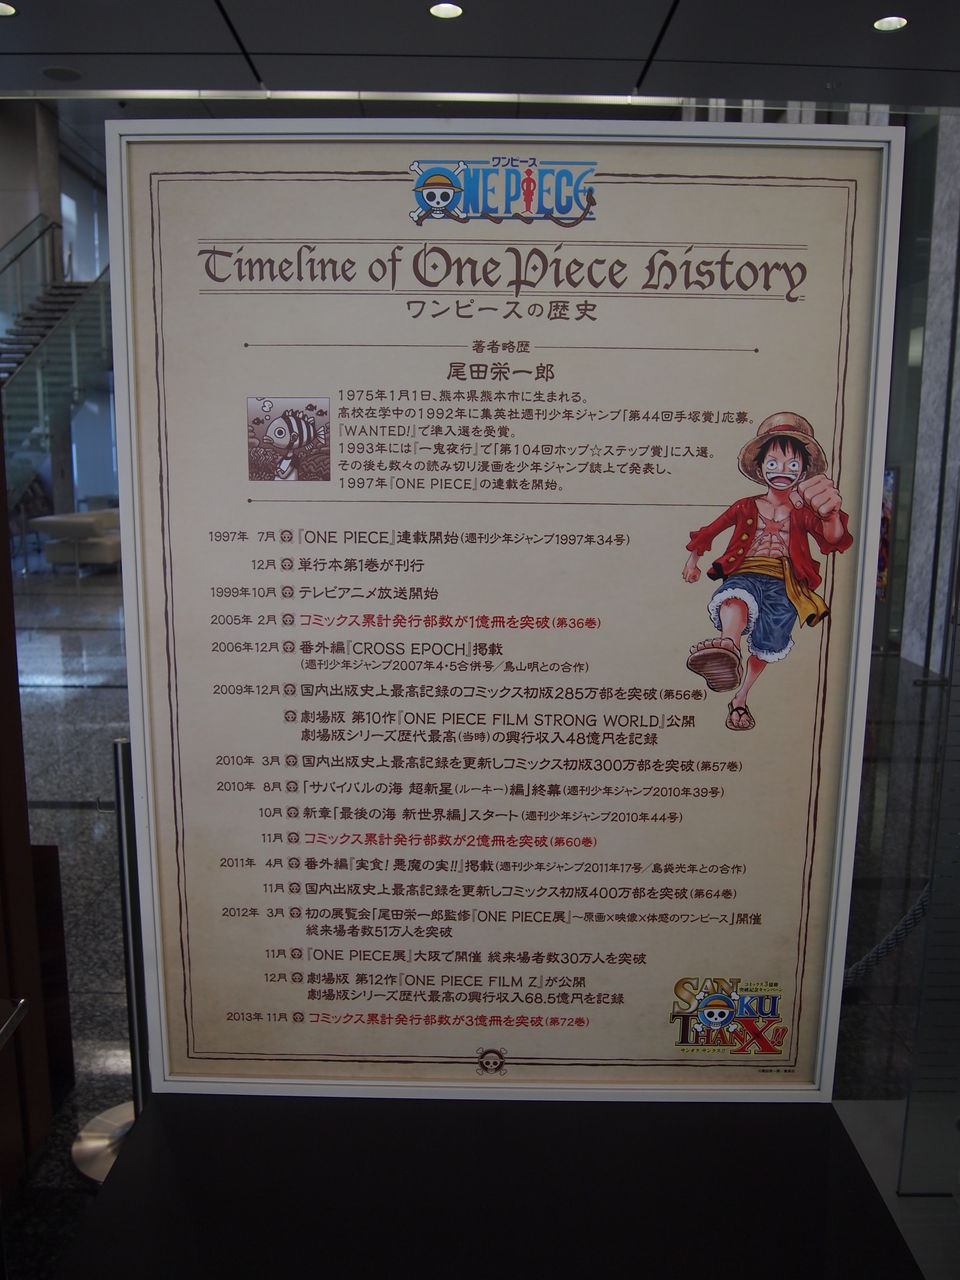 ワンピース
ONE PIECE
Timeline of One Piece History
ワンピースの歴史
著者略歴
尾田栄一郎
1975年1月1日、熊本県熊本市に生まれる。
高校在学中の1992年に集英社週刊少年ジャンプ「第44回手塚賞」応募。
『WANTED!』で準入選を受賞。
1993年には『一鬼夜行』で「第104回ホップ☆ステップ賞」に入選。
その後も数々の読み切り漫画を少年ジャンプ誌上で発表し、
1997年『ONE PIECE』の連載を開始。
1997年 7月 『ONE PIECE』連載開始(週刊少年ジャンプ1997年34号)
12月 単行本第1巻が刊行
1999年10月 テレビアニメ放送開始
2005年 2月 コミックス累計発行部数が1億冊を突破(第36巻)
2006年12月 番外編『CROSS EPOCH』掲載
(週刊少年ジャンプ2007年4・5合併号/鳥山明との合作)
2009年12月 国内出版史上最高記録のコミックス初版285万部を突破(第56巻)
劇場版 第10作『ONE PIECE FILM STRONG WORLD』公開
劇場版シリーズ歴代最高(当時)の興行収入48億円を記録
2010年 3月 国内出版史上最高記録を更新しコミックス初版300万部を突破(第57巻)
2010年 8月 「サバイバルの海 超新星(ルーキー)編」終幕(週刊少年ジャンプ2010年39号)
10月 新章「最後の海 新世界編」スタート(週刊少年ジャンプ2010年44号)
11月 コミックス累計発行部数が2億冊を突破(第60巻)
2011年 4月 番外編『実食! 悪魔の実!!』掲載(週刊少年ジャンプ2011年17号/島袋光年との合作)
11月 国内出版史上最高記録を更新しコミックス初版400万部を突破(第64巻)
2012年 3月 初の展覧会「尾田栄一郎監修『ONE PIECE展』~原画×映像×体感のワンピース」開催
総来場者数51万人を突破
11月 『ONE PIECE展』大阪で開催 総来場者数30万人を突破
12月 劇場版 第12作『ONE PIECE FILM Z』が公開
劇場版シリーズ歴代最高の興行収入68.5億円を記録
2013年11月 コミックス累計発行部数が3億冊を突破(第72巻)
コミックス3億冊
突破記念キャンペーン
SAN
OKU
THANX!!
サンオク サンクス!!